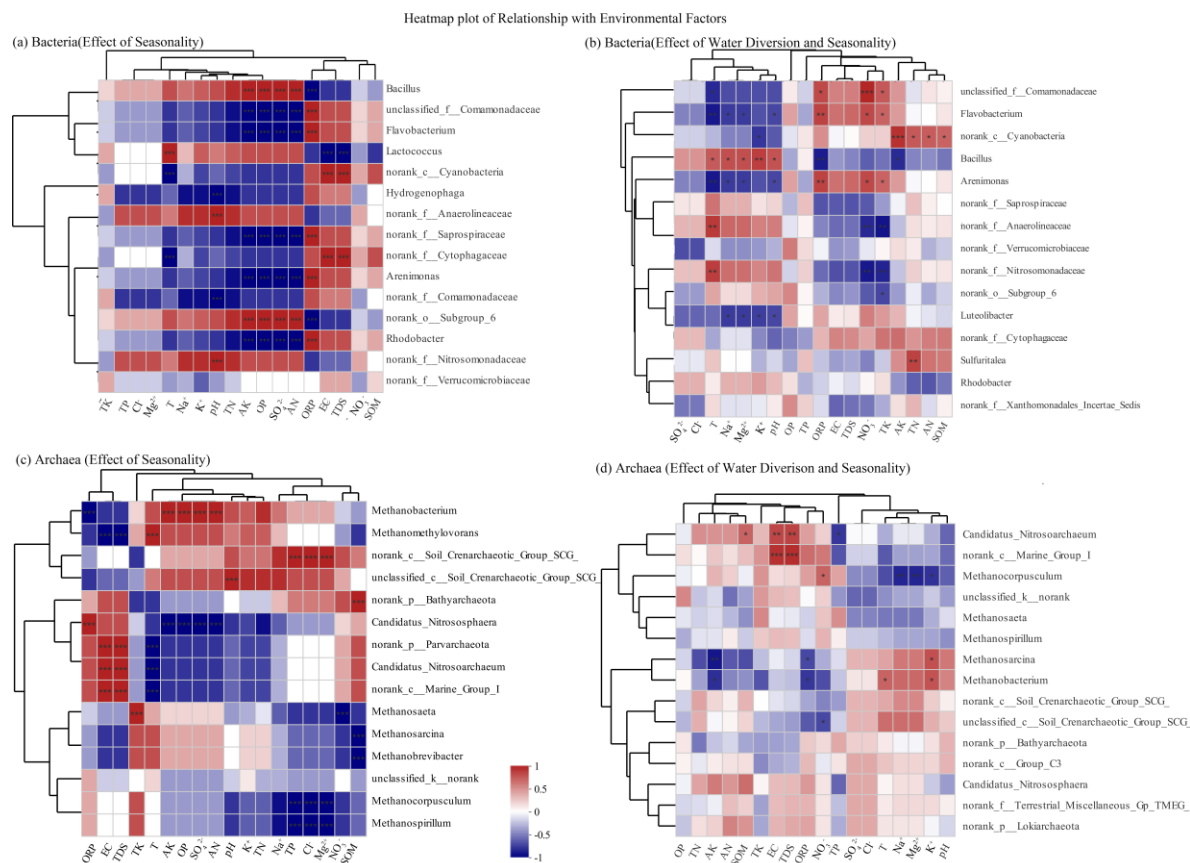 Heatmap plot of Relationship with Environmental Factors
(a) Bacteria(Effect of Seasonality)
Bacillus
unclassified_f__Comamonadaceae
Flavobacterium
Lactococcus
norank_c__Cyanobacteria
Hydrogenophaga
norank_f__Anaerolineaceae
norank_f__Saprospiraceae
norank_f__Cytophagaceae
Arenimonas
norank_f__Comamonadaceae
norank_o__Subgroup_6
Rhodobacter
norank_f__Nitrosomonadaceae
norank_f__Verrucomicrobiaceae
TK TP Cl⁻ Mg²⁺ T Na⁺ K⁺ pH TN AK OP SO₄²⁻ AN ORP EC TDS NO₃⁻ SOM
(b) Bacteria(Effect of Water Diversion and Seasonality)
unclassified_f__Comamonadaceae
Flavobacterium
norank_c__Cyanobacteria
Bacillus
Arenimonas
norank_f__Saprospiraceae
norank_f__Anaerolineaceae
norank_f__Verrucomicrobiaceae
norank_f__Nitrosomonadaceae
norank_o__Subgroup_6
Luteolibacter
norank_f__Cytophagaceae
Sulfuritalea
Rhodobacter
norank_f__Xanthomonadales_Incertae_Sedis
SO₄²⁻ Cl⁻ T Na⁺ Mg²⁺ K⁺ pH OP TP ORP EC TDS NO₃⁻ TK AK TN AN SOM
(c) Archaea (Effect of Seasonality)
Methanobacterium
Methanomethylovorans
norank_c__Soil_Crenarchaeotic_Group_SCG_
unclassified_c__Soil_Crenarchaeotic_Group_SCG_
norank_p__Bathyarchaeota
Candidatus_Nitrososphaera
norank_p__Parvarchaeota
Candidatus_Nitrosoarchaeum
norank_c__Marine_Group_I
Methanosaeta
Methanosarcina
Methanobrevibacter
unclassified_k__norank
Methanocorpusculum
Methanospirillum
1
0.5
0
-0.5
-1
ORP EC TDS TK T AK OP SO₄²⁻ AN pH K⁺ TN Na⁺ TP Cl⁻ Mg²⁺ NO₃⁻ SOM
(d) Archaea (Effect of Water Diverison and Seasonality)
Candidatus_Nitrosoarchaeum
norank_c__Marine_Group_I
Methanocorpusculum
unclassified_k__norank
Methanosaeta
Methanospirillum
Methanosarcina
Methanobacterium
norank_c__Soil_Crenarchaeotic_Group_SCG_
unclassified_c__Soil_Crenarchaeotic_Group_SCG_
norank_p__Bathyarchaeota
norank_c__Group_C3
Candidatus_Nitrososphaera
norank_f__Terrestrial_Miscellaneous_Gp_TMEG_
norank_p__Lokiarchaeota
OP TN AK AN SOM TK EC TDS ORP NO₃⁻ TP SO₄²⁻ Cl⁻ T Na⁺ Mg²⁺ K⁺ pH